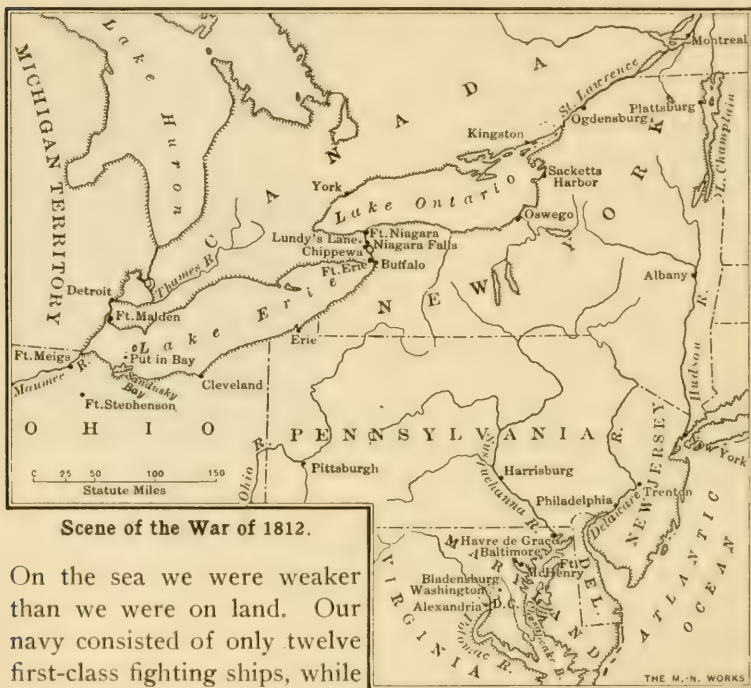 Lake Huron
MICHIGAN TERRITORY
CANADA
Montreal
St. Lawrence
Plattsburg
Ogdensburg
L. Champlain
Kingston
York
Lake Ontario
Sacketts
Harbor
Oswego
Ft. Niagara
Lundy's Lane
Niagara Falls
Chippewa
Ft. Erie
Buffalo
NEW YORK
Albany
Hudson R.
Thames R.
Detroit
Ft. Malden
Lake Erie
Erie
Ft. Meigs
Put in Bay
Maumee R.
Sandusky
Bay
Cleveland
Ft. Stephenson
OHIO
PENNSYLVANIA
NEW JERSEY
New York
0 50 100 150
Statute Miles
Ohio R.
Pittsburgh
Susquehanna R.
Harrisburg
Philadelphia
Trenton
Delaware R.
Havre de Grace
Baltimore
Ft.
McHenry
MARYLAND
DEL.
Bladensburg
Washington
Alexandria
D.C.
Chesapeake B.
Potomac R.
VIRGINIA
ATLANTIC
OCEAN
THE M.-N. WORKS
Scene of the War of 1812.
On the sea we were weaker
than we were on land. Our
navy consisted of only twelve
first-class fighting ships, while